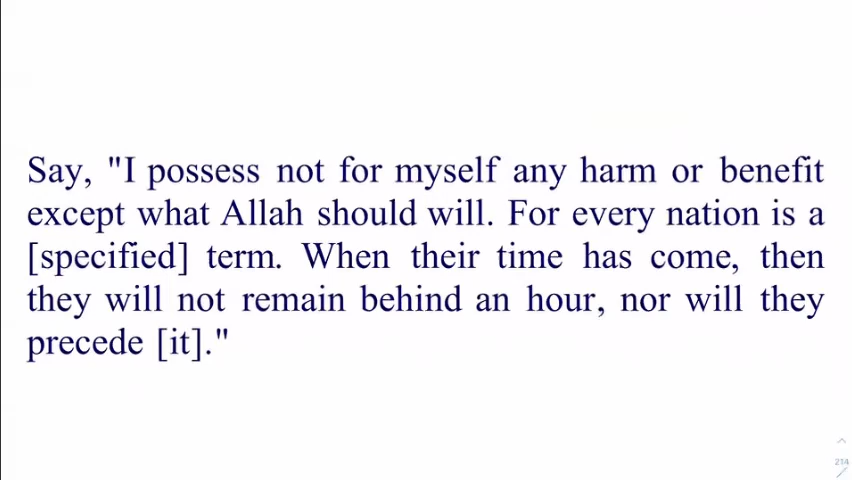 Say, "I possess not for myself any harm or benefit
except what Allah should will. For every nation is a
[specified] term. When their time has come, then
they will not remain behind an hour, nor will they
precede [it]."
214